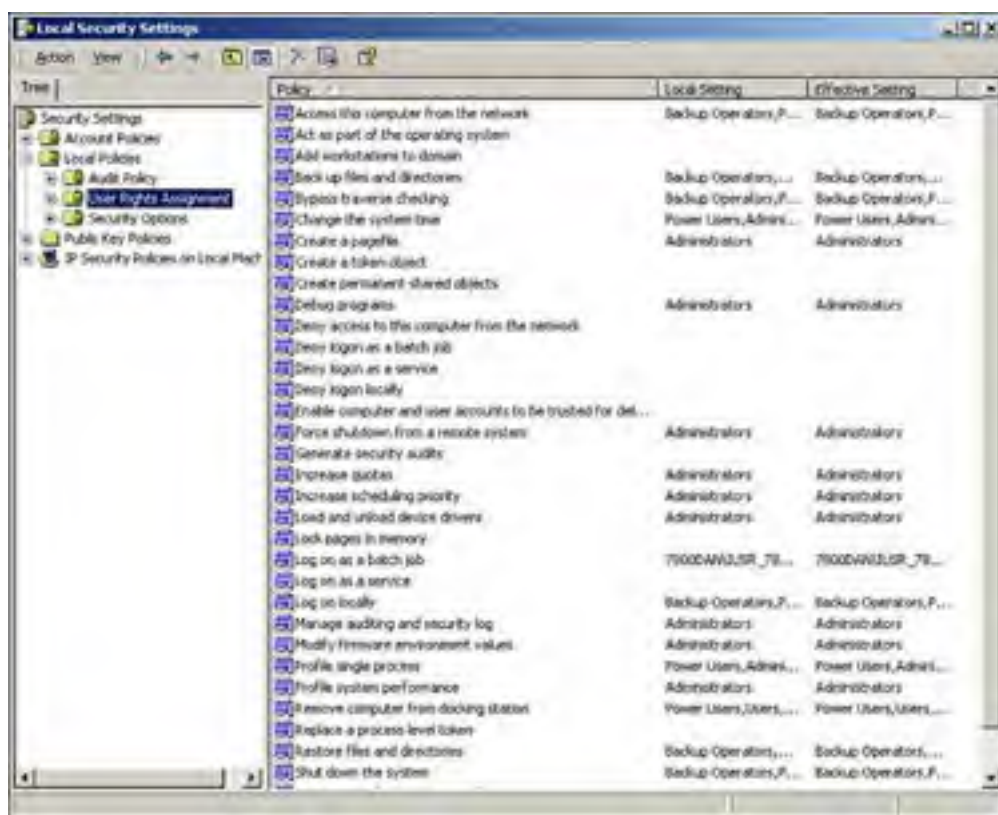 Local Security Settings
Action View
Tree
Security Settings
Account Policies
Local Policies
Audit Policy
User Rights Assignment
Security Options
Public Key Policies
IP Security Policies on Local Mach
Policy Local Setting Effective Setting
Access this computer from the network Backup Operators,P... Backup Operators,P...
Act as part of the operating system
Add workstations to domain
Back up files and directories Backup Operators,... Backup Operators,...
Bypass traverse checking Backup Operators,P... Backup Operators,P...
Change the system time Power Users,Admini... Power Users,Admini...
Create a pagefile Administrators Administrators
Create a token object
Create permanent shared objects
Debug programs Administrators Administrators
Deny access to this computer from the network
Deny logon as a batch job
Deny logon as a service
Deny logon locally
Enable computer and user accounts to be trusted for del...
Force shutdown from a remote system Administrators Administrators
Generate security audits
Increase quotas Administrators Administrators
Increase scheduling priority Administrators Administrators
Load and unload device drivers Administrators Administrators
Lock pages in memory
Log on as a batch job
Log on as a service
Log on locally Backup Operators,P... Backup Operators,P...
Manage auditing and security log Administrators Administrators
Modify firmware environment values Administrators Administrators
Profile single process Power Users,Admini... Power Users,Admini...
Profile system performance Administrators Administrators
Remove computer from docking station Power Users,Users,... Power Users,Users,...
Replace a process level token
Restore files and directories Backup Operators,... Backup Operators,...
Shut down the system Backup Operators,P... Backup Operators,P...